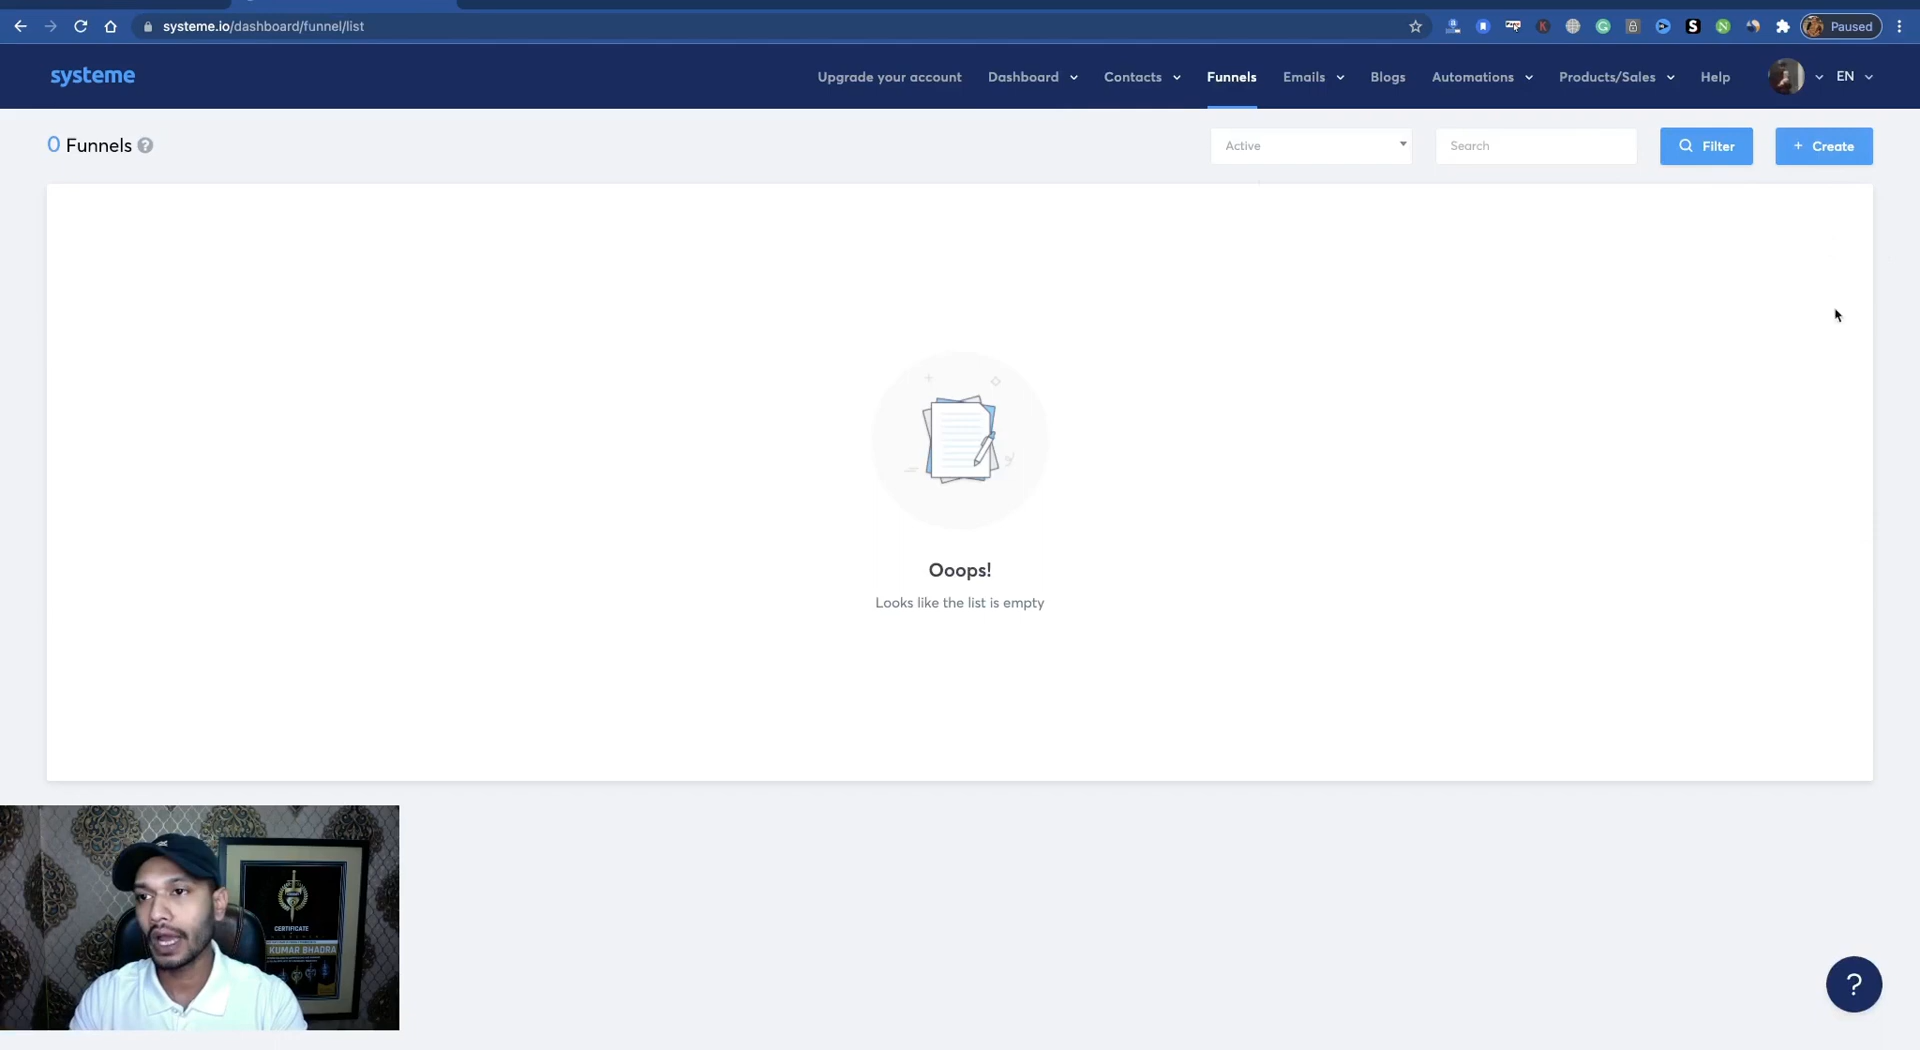 systeme.io/dashboard/funnel/list
Paused
systeme
Upgrade your account
Dashboard
Contacts
Funnels
Emails
Blogs
Automations
Products/Sales
Help
EN
0 Funnels ?
Active
Search
Filter
+ Create
Ooops!
Looks like the list is empty
CERTIFICATE
KUMAR BHADRA
?